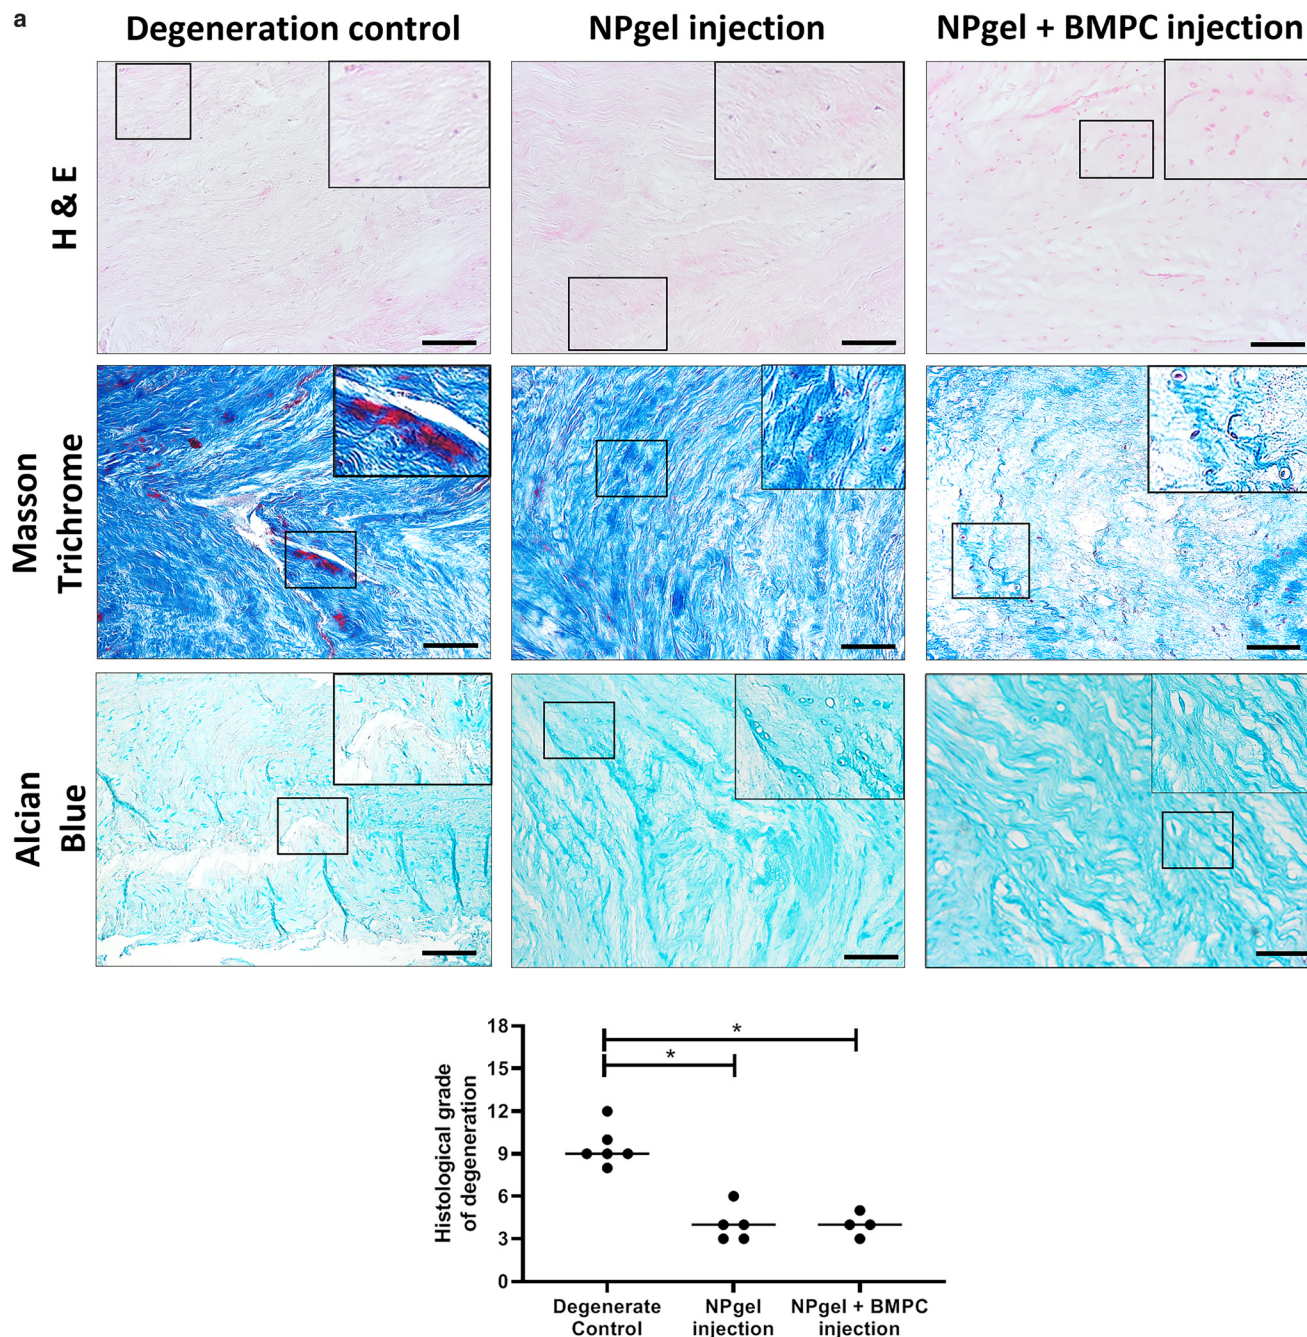 a
Degeneration control
NPgel injection
NPgel + BMPC injection
H & E
Masson
Trichrome
Alcian
Blue
Histological grade
of degeneration
18
15
12
9
6
3
0
*
*
Degenerate
Control
NPgel
injection
NPgel + BMPC
injection